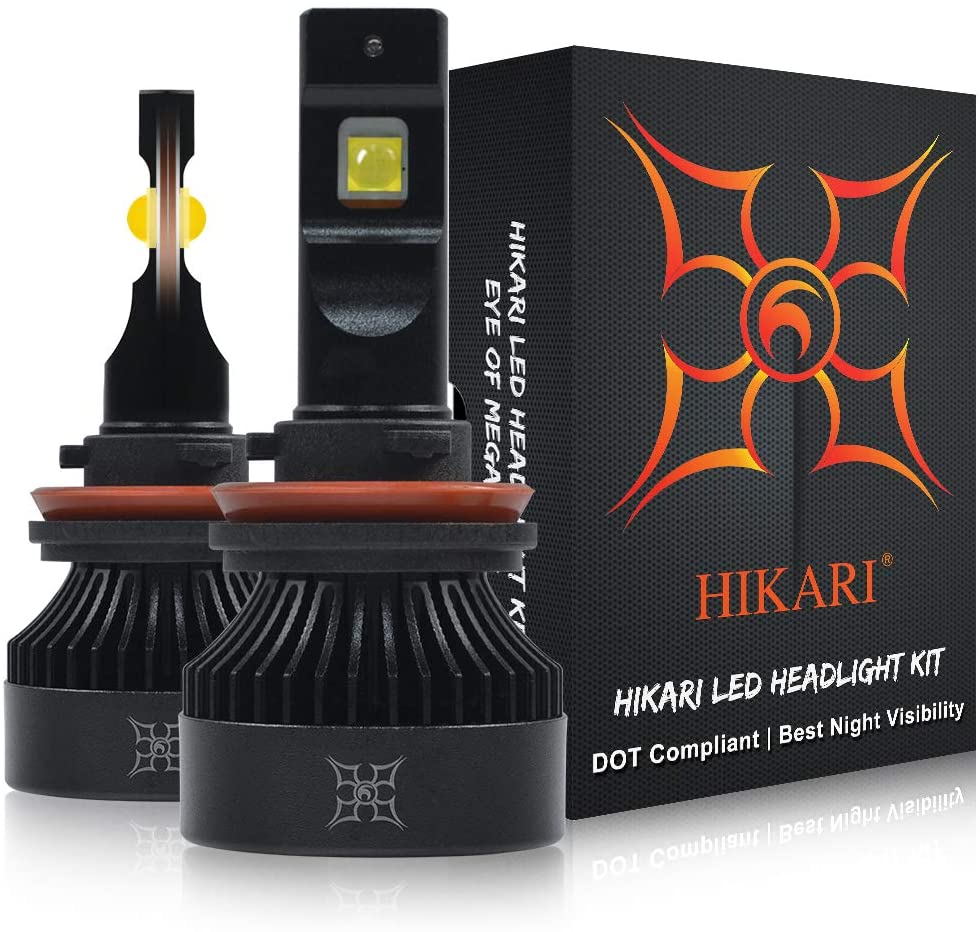 HIKARI LED HEAD
EYE OF MEGA
HIKARI®
HIKARI LED HEADLIGHT KIT
DOT Compliant | Best Night Visibility